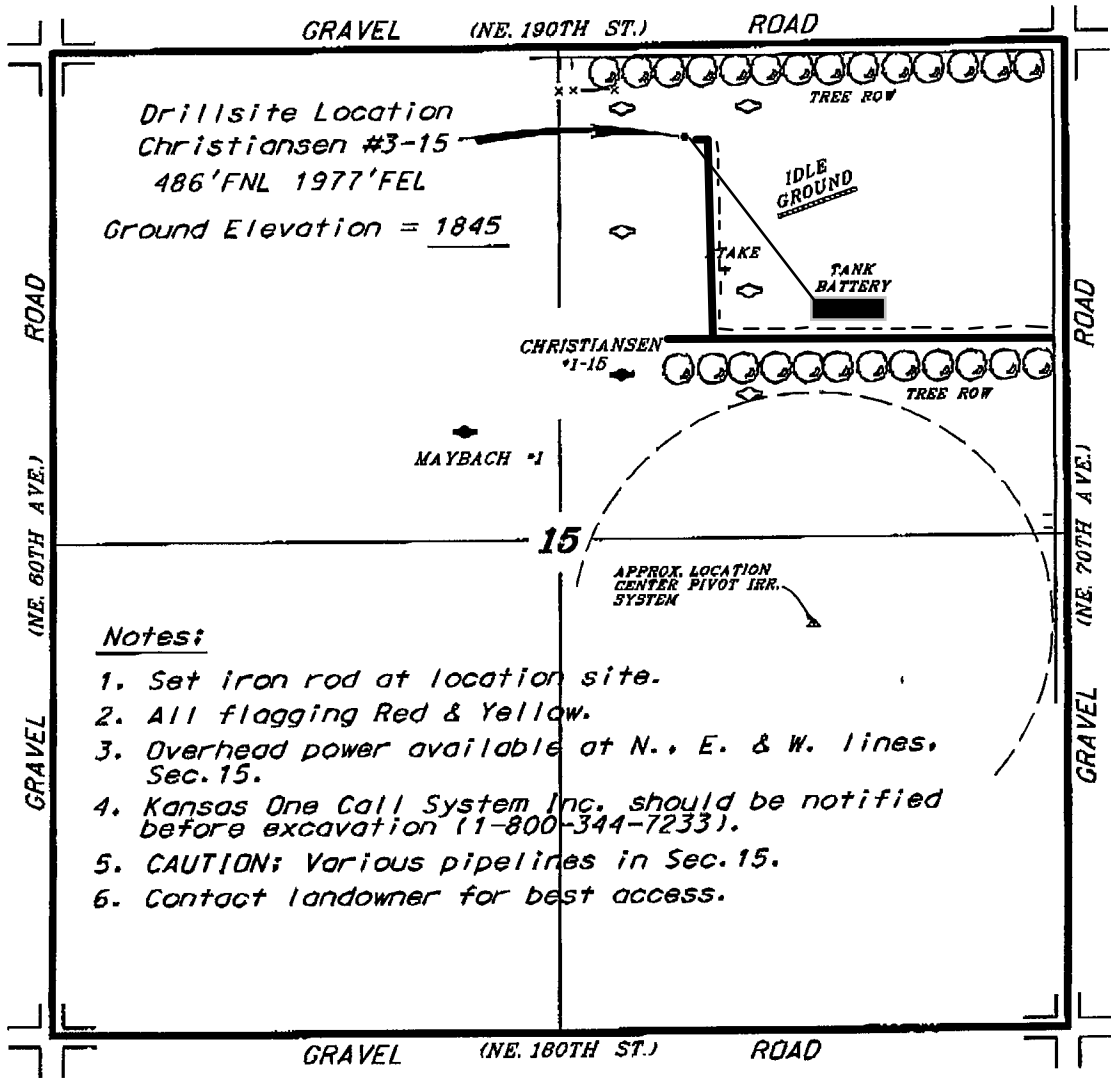 GRAVEL (NE. 190TH ST.) ROAD
TREE ROW
Drillsite Location
Christiansen #3-15
486'FNL 1977'FEL
Ground Elevation = 1845
IDLE
GROUND
TAKE
TANK
BATTERY
CHRISTIANSEN
#1-15
TREE ROW
MAYBACH #1
15
APPROX. LOCATION
CENTER PIVOT IRR.
SYSTEM
Notes:
1. Set iron rod at location site.
2. All flagging Red & Yellow.
3. Overhead power available at N., E. & W. lines,
Sec.15.
4. Kansas One Call System Inc. should be notified
before excavation (1-800-344-7233).
5. CAUTION: Various pipelines in Sec.15.
6. Contact landowner for best access.
GRAVEL (NE. 60TH AVE.) ROAD
GRAVEL (NE. 70TH AVE.) ROAD
GRAVEL (NE. 180TH ST.) ROAD